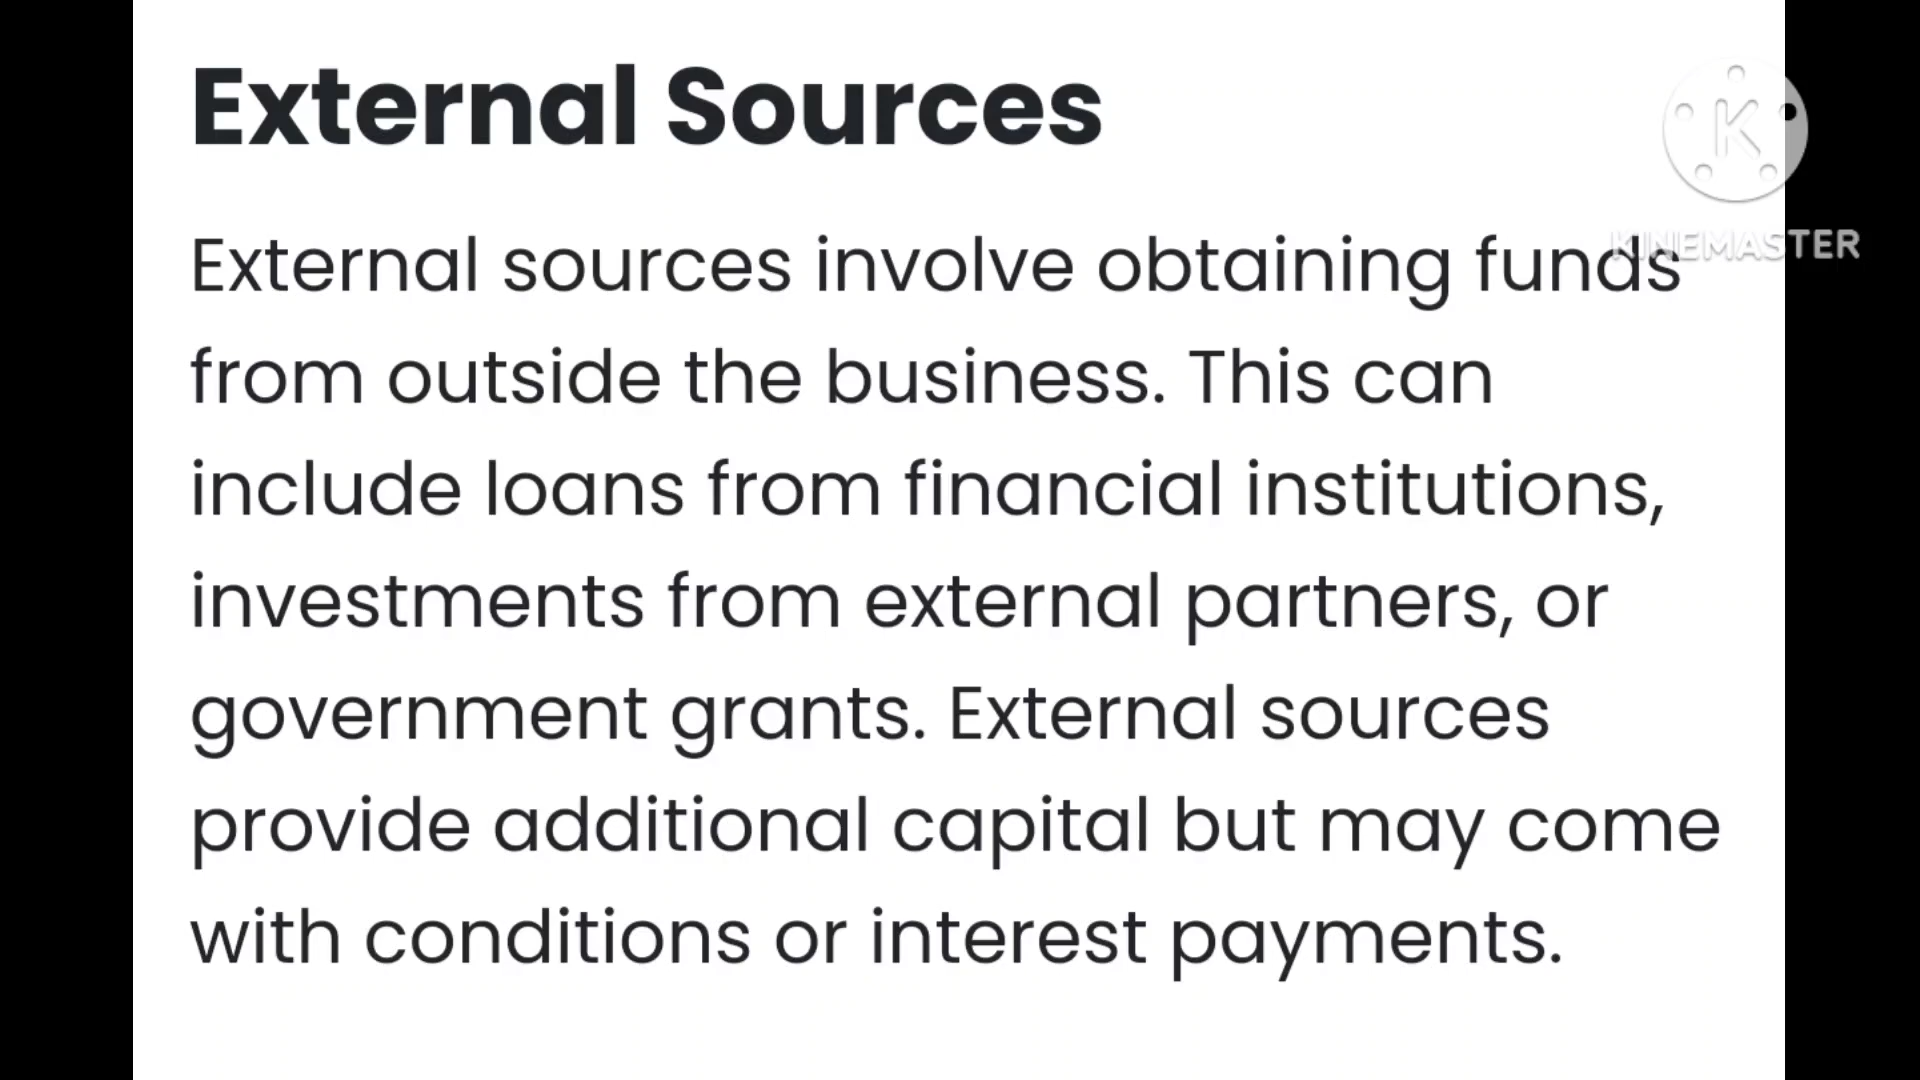 External Sources
External sources involve obtaining funds
from outside the business. This can
include loans from financial institutions,
investments from external partners, or
government grants. External sources
provide additional capital but may come
with conditions or interest payments.
K
KINEMASTER